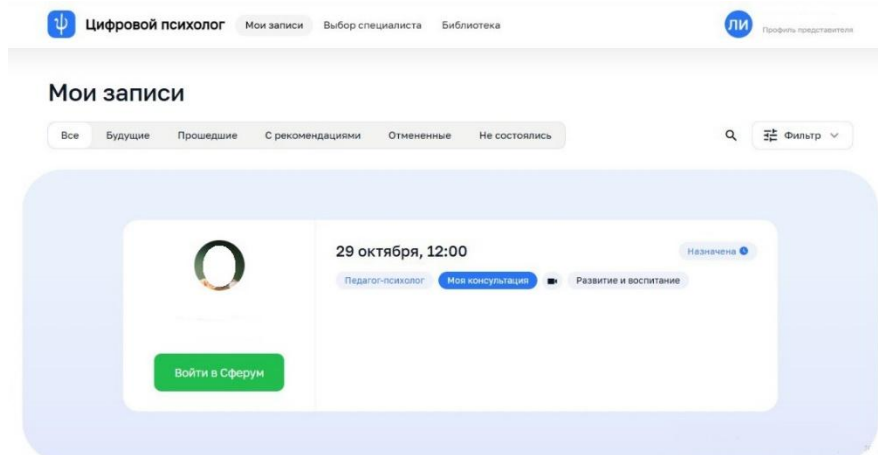 Цифровой психолог Мои записи Выбор специалиста Библиотека ЛИ Профиль представителя
Мои записи
Все Будущие Прошедшие С рекомендациями Отмененные Не состоялись Фильтр
29 октября, 12:00 Назначена
Педагог-психолог Моя консультация Развитие и воспитание
Войти в Сферум